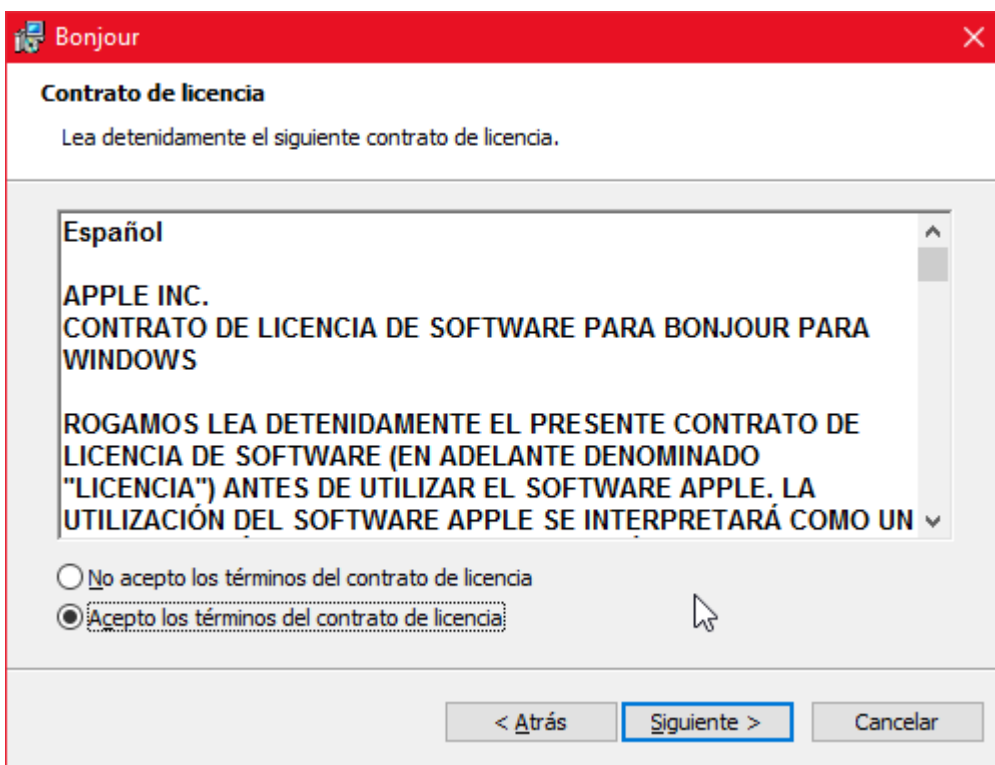 Bonjour
Contrato de licencia
Lea detenidamente el siguiente contrato de licencia.
Español
APPLE INC.
CONTRATO DE LICENCIA DE SOFTWARE PARA BONJOUR PARA
WINDOWS
ROGAMOS LEA DETENIDAMENTE EL PRESENTE CONTRATO DE
LICENCIA DE SOFTWARE (EN ADELANTE DENOMINADO
"LICENCIA") ANTES DE UTILIZAR EL SOFTWARE APPLE. LA
UTILIZACIÓN DEL SOFTWARE APPLE SE INTERPRETARÁ COMO UN
No acepto los términos del contrato de licencia
Acepto los términos del contrato de licencia
< Atrás
Siguiente >
Cancelar